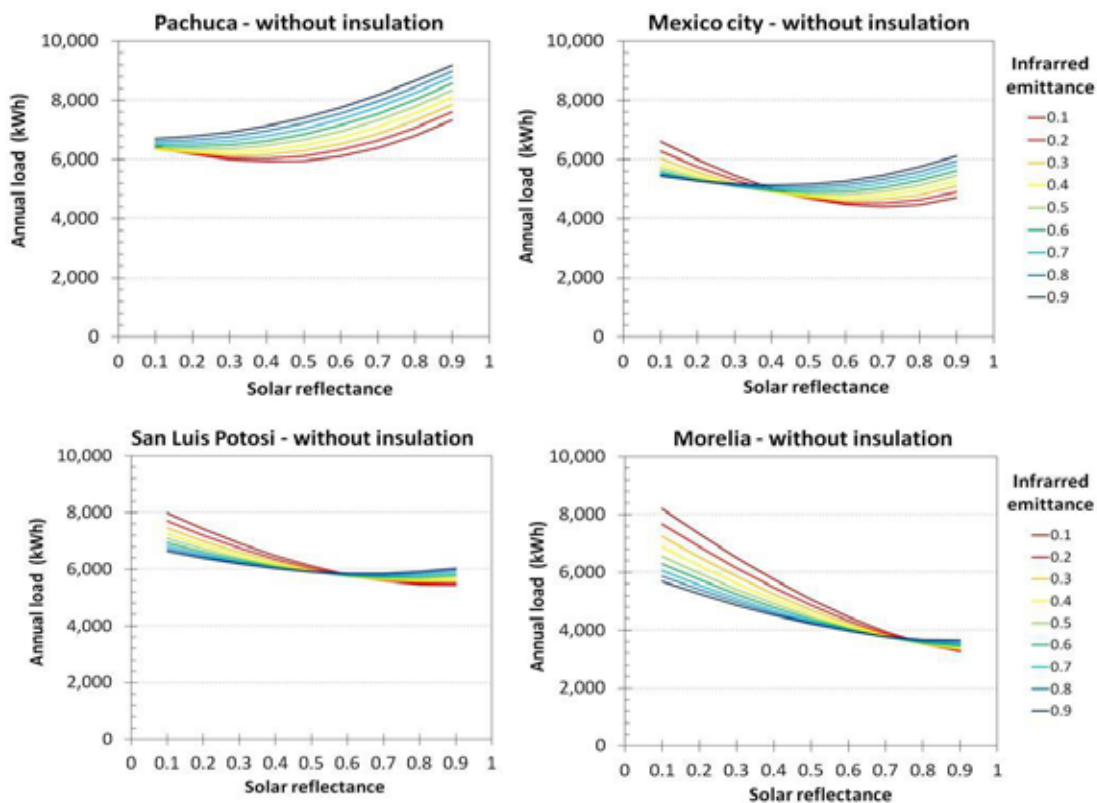 Pachuca - without insulation
10,000
8,000
6,000
4,000
2,000
0
Annual load (kWh)
0 0.1 0.2 0.3 0.4 0.5 0.6 0.7 0.8 0.9 1
Solar reflectance
Mexico city - without insulation
10,000
8,000
6,000
4,000
2,000
0
Annual load (kWh)
0 0.1 0.2 0.3 0.4 0.5 0.6 0.7 0.8 0.9 1
Solar reflectance
Infrarred
emittance
0.1
0.2
0.3
0.4
0.5
0.6
0.7
0.8
0.9
San Luis Potosi - without insulation
10,000
8,000
6,000
4,000
2,000
0
Annual load (kWh)
0 0.1 0.2 0.3 0.4 0.5 0.6 0.7 0.8 0.9 1
Solar reflectance
Morelia - without insulation
10,000
8,000
6,000
4,000
2,000
0
Annual load (kWh)
0 0.1 0.2 0.3 0.4 0.5 0.6 0.7 0.8 0.9 1
Solar reflectance
Infrarred
emittance
0.1
0.2
0.3
0.4
0.5
0.6
0.7
0.8
0.9